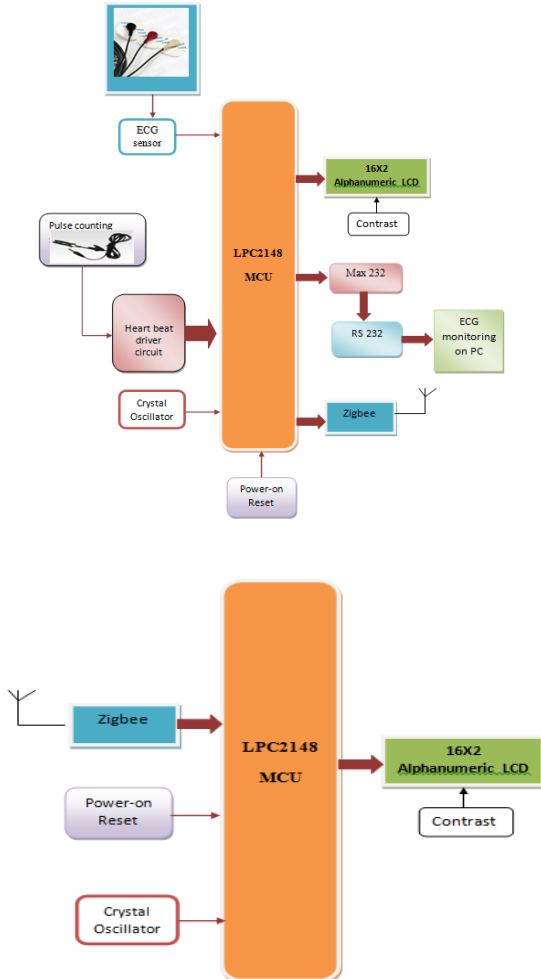 ECG
sensor
16X2
Alphanumeric LCD
Contrast
Pulse counting
LPC2148
MCU
Max 232
Heart beat
driver
circuit
RS 232
ECG
monitoring
on PC
Crystal
Oscillator
Zigbee
Power-on
Reset
Zigbee
LPC2148
MCU
16X2
Alphanumeric LCD
Power-on
Reset
Contrast
Crystal
Oscillator